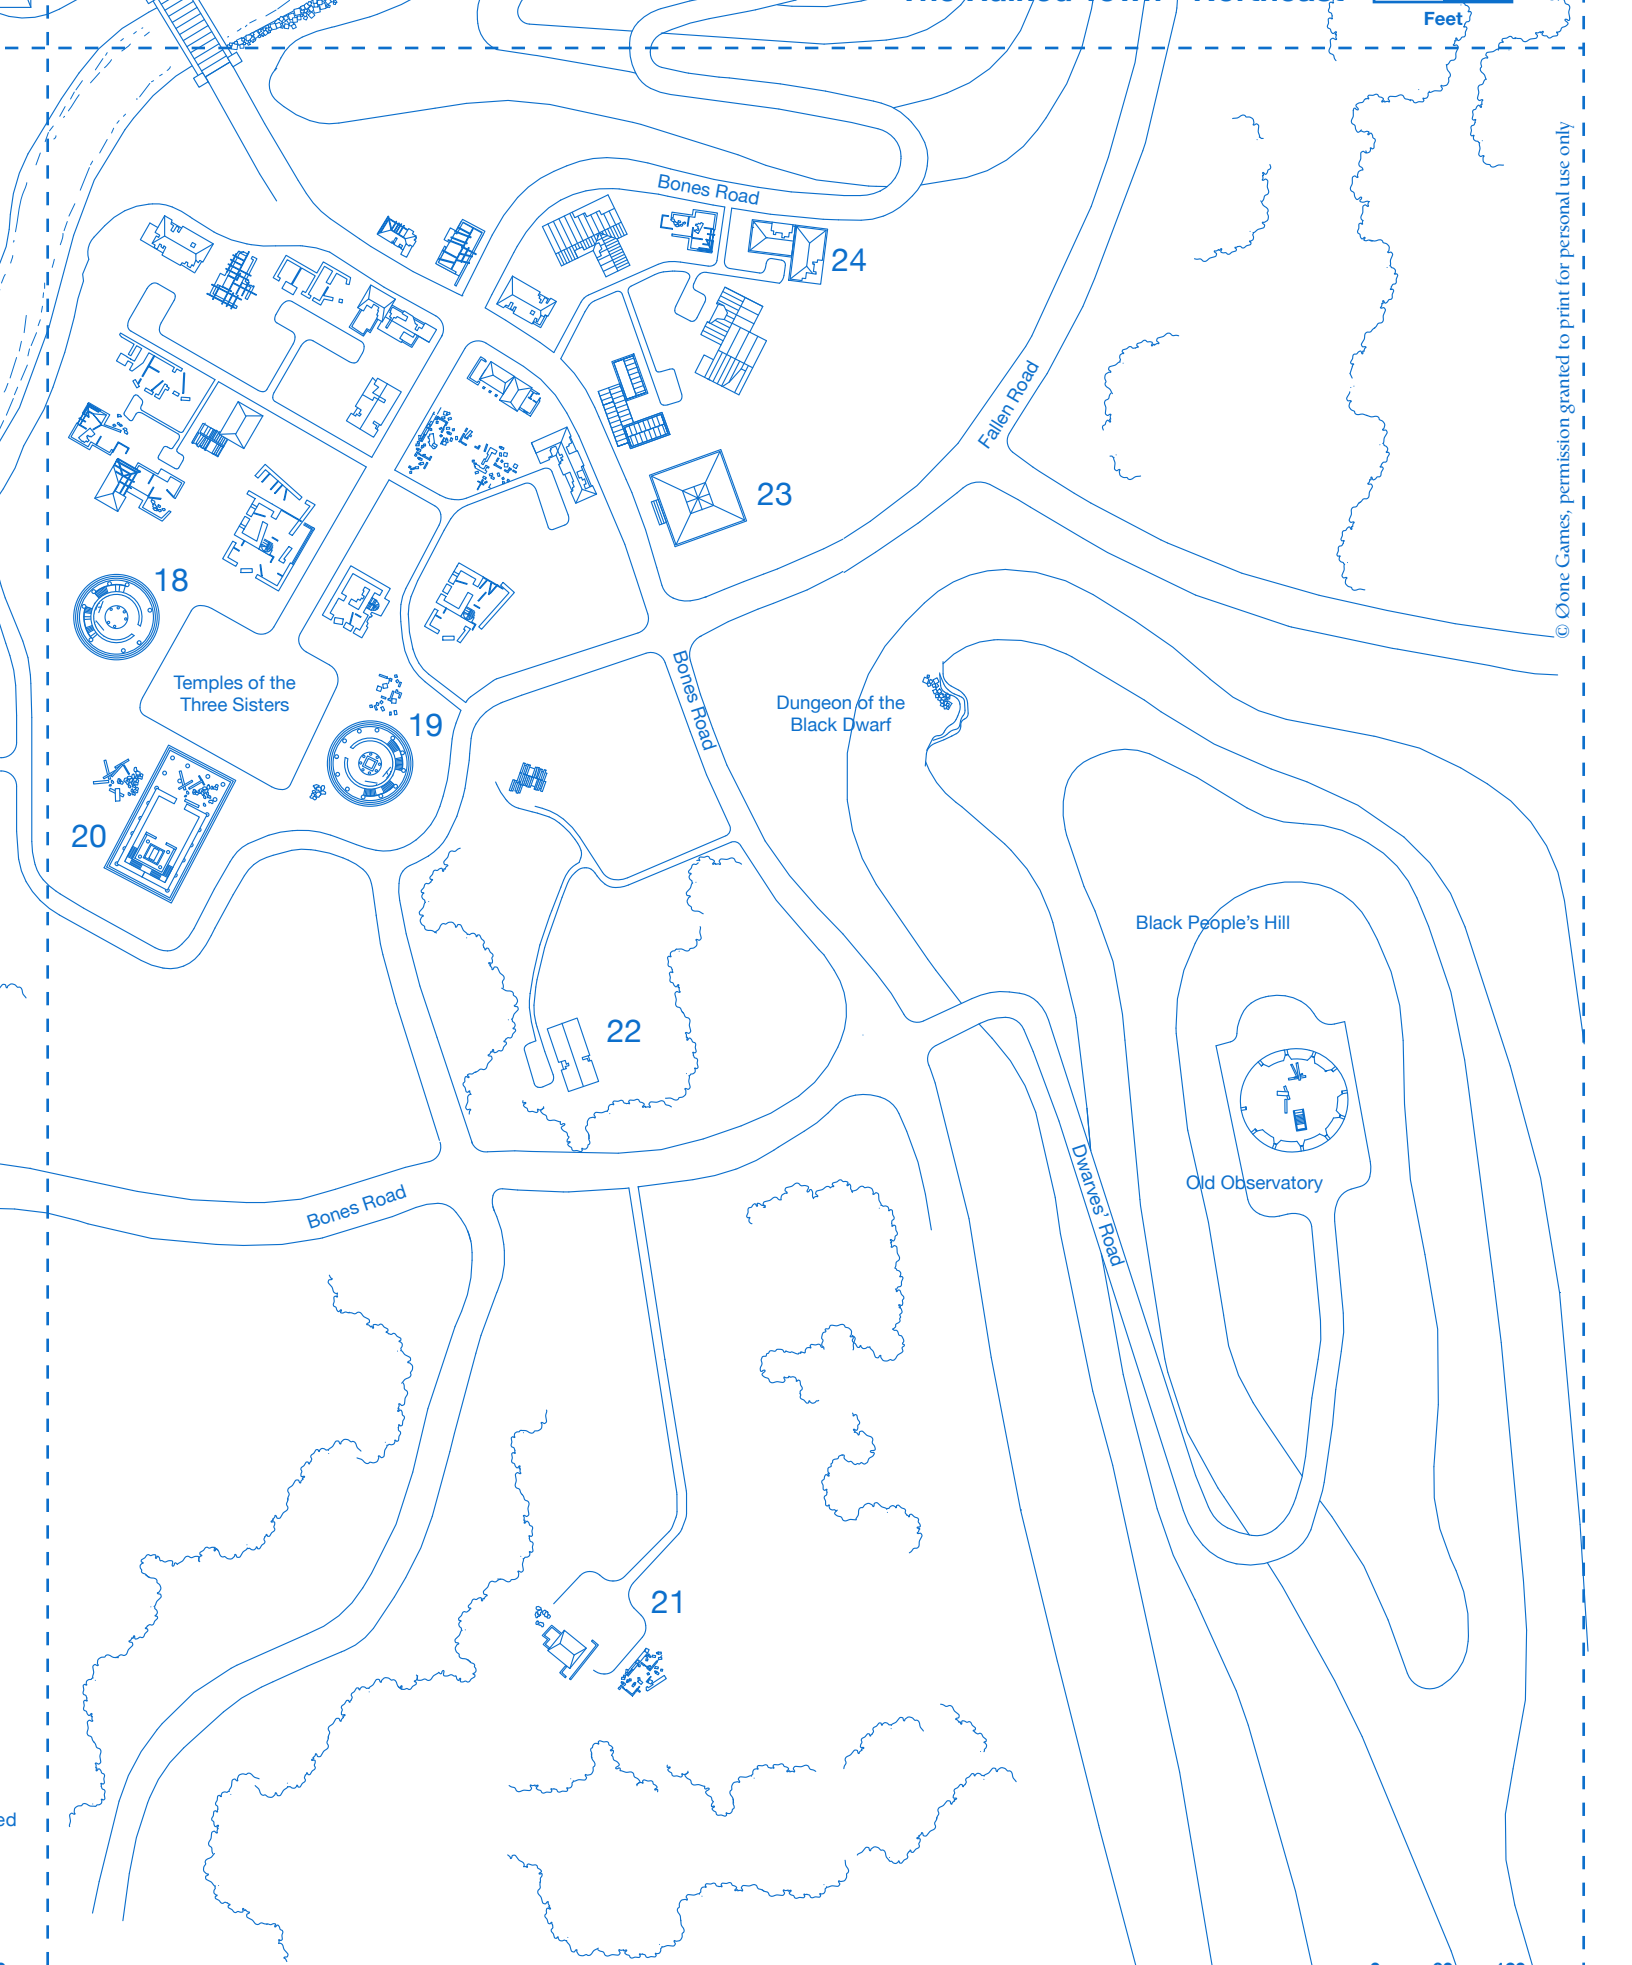 Feet
Bones Road
24
Fallen Road
23
© Øone Games, permission granted to print for personal use only
18
Temples of the
Three Sisters
19
Bones Road
Dungeon of the
Black Dwarf
20
Black People's Hill
22
Old Observatory
Dwarves' Road
Bones Road
21
ed